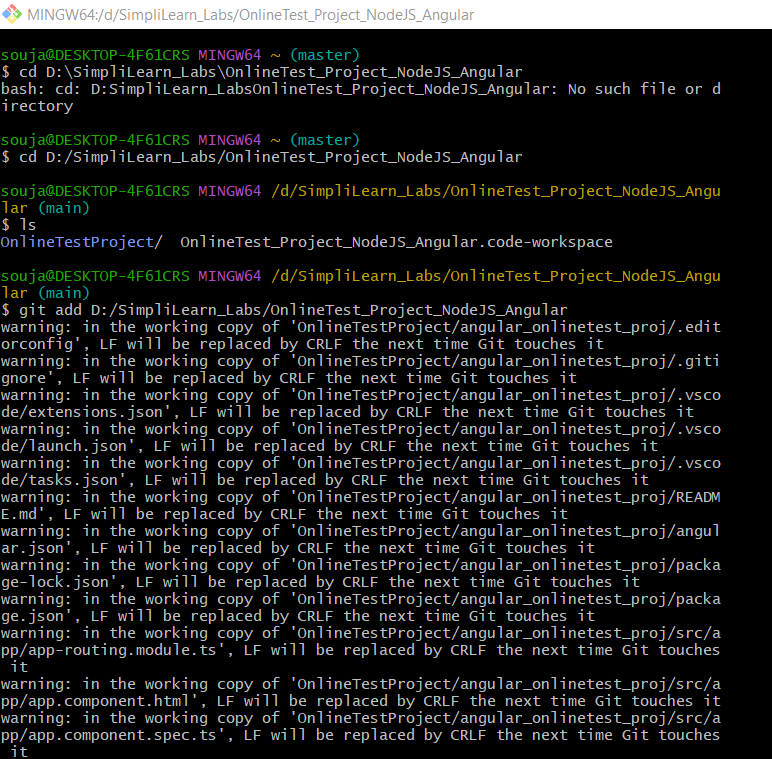 MINGW64:/d/SimpliLearn_Labs/OnlineTest_Project_NodeJS_Angular
souja@DESKTOP-4F61CRS MINGW64 ~ (master)
$ cd D:\SimpliLearn_Labs\OnlineTest_Project_NodeJS_Angular
bash: cd: D:SimpliLearn_LabsOnlineTest_Project_NodeJS_Angular: No such file or d
irectory
souja@DESKTOP-4F61CRS MINGW64 ~ (master)
$ cd D:/SimpliLearn_Labs/OnlineTest_Project_NodeJS_Angular
souja@DESKTOP-4F61CRS MINGW64 /d/SimpliLearn_Labs/OnlineTest_Project_NodeJS_Angu
lar (main)
$ ls
OnlineTestProject/  OnlineTest_Project_NodeJS_Angular.code-workspace
souja@DESKTOP-4F61CRS MINGW64 /d/SimpliLearn_Labs/OnlineTest_Project_NodeJS_Angu
lar (main)
$ git add D:/SimpliLearn_Labs/OnlineTest_Project_NodeJS_Angular
warning: in the working copy of 'OnlineTestProject/angular_onlinetest_proj/.edit
orconfig', LF will be replaced by CRLF the next time Git touches it
warning: in the working copy of 'OnlineTestProject/angular_onlinetest_proj/.giti
gnore', LF will be replaced by CRLF the next time Git touches it
warning: in the working copy of 'OnlineTestProject/angular_onlinetest_proj/.vsco
de/extensions.json', LF will be replaced by CRLF the next time Git touches it
warning: in the working copy of 'OnlineTestProject/angular_onlinetest_proj/.vsco
de/launch.json', LF will be replaced by CRLF the next time Git touches it
warning: in the working copy of 'OnlineTestProject/angular_onlinetest_proj/.vsco
de/tasks.json', LF will be replaced by CRLF the next time Git touches it
warning: in the working copy of 'OnlineTestProject/angular_onlinetest_proj/READM
E.md', LF will be replaced by CRLF the next time Git touches it
warning: in the working copy of 'OnlineTestProject/angular_onlinetest_proj/angul
ar.json', LF will be replaced by CRLF the next time Git touches it
warning: in the working copy of 'OnlineTestProject/angular_onlinetest_proj/packa
ge-lock.json', LF will be replaced by CRLF the next time Git touches it
warning: in the working copy of 'OnlineTestProject/angular_onlinetest_proj/packa
ge.json', LF will be replaced by CRLF the next time Git touches it
warning: in the working copy of 'OnlineTestProject/angular_onlinetest_proj/src/a
pp/app-routing.module.ts', LF will be replaced by CRLF the next time Git touches
 it
warning: in the working copy of 'OnlineTestProject/angular_onlinetest_proj/src/a
pp/app.component.html', LF will be replaced by CRLF the next time Git touches it
warning: in the working copy of 'OnlineTestProject/angular_onlinetest_proj/src/a
pp/app.component.spec.ts', LF will be replaced by CRLF the next time Git touches
 it